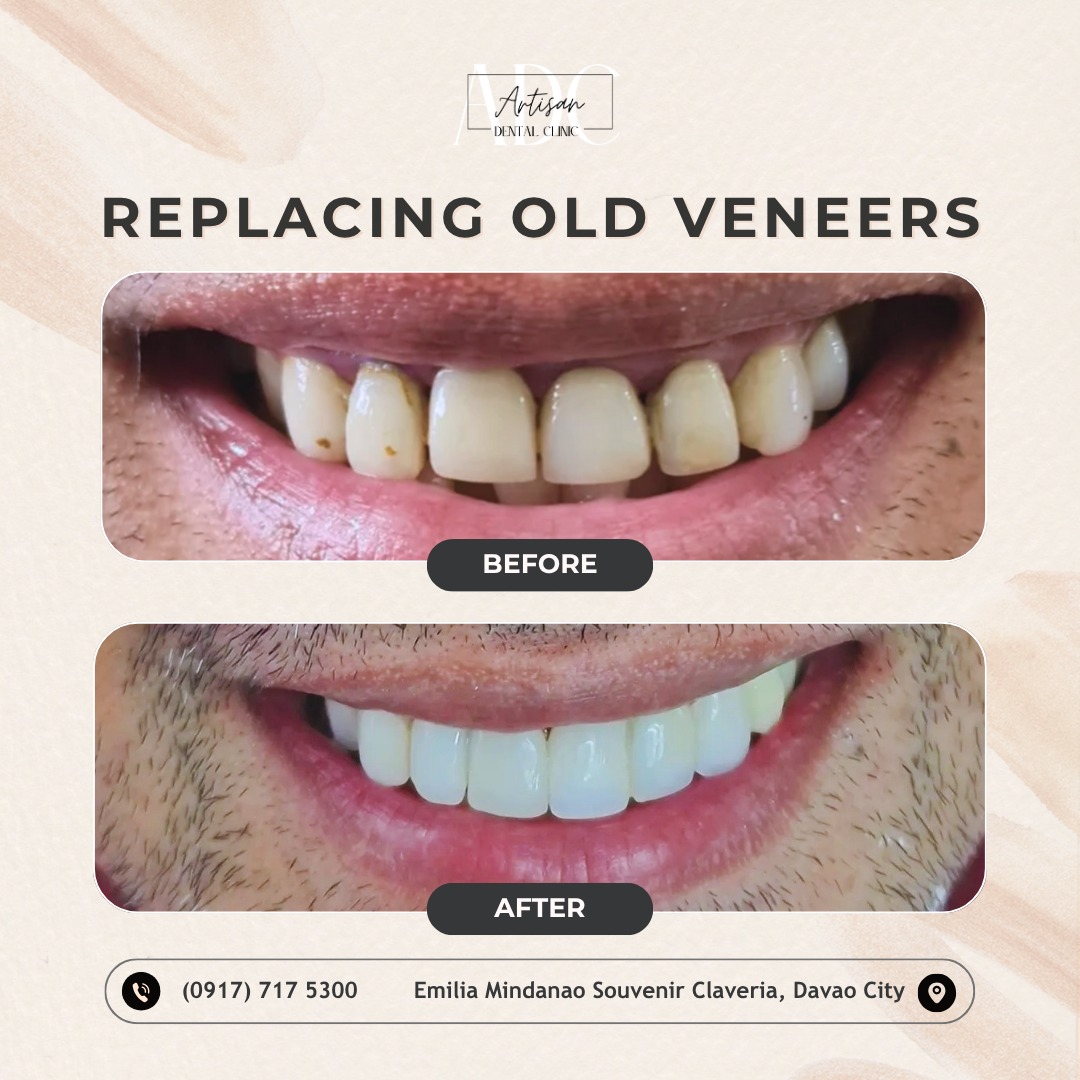 ADC
Artisan
DENTAL CLINIC
REPLACING OLD VENEERS
BEFORE
AFTER
(0917) 717 5300
Emilia Mindanao Souvenir Claveria, Davao City